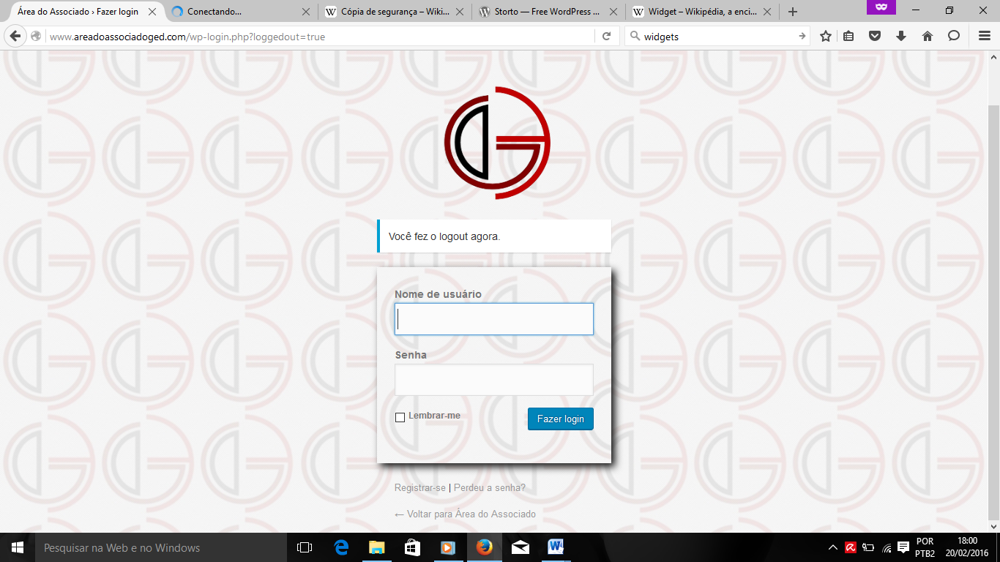 Área do Associado › Fazer login
Conectando...
Cópia de segurança – Wiki...
Storto — Free WordPress ...
Widget – Wikipédia, a enci...
www.areadoassociadoged.com/wp-login.php?loggedout=true
widgets
Você fez o logout agora.
Nome de usuário
Senha
Lembrar-me
Fazer login
Registrar-se | Perdeu a senha?
← Voltar para Área do Associado
Pesquisar na Web e no Windows
POR
PTB2
18:00
20/02/2016